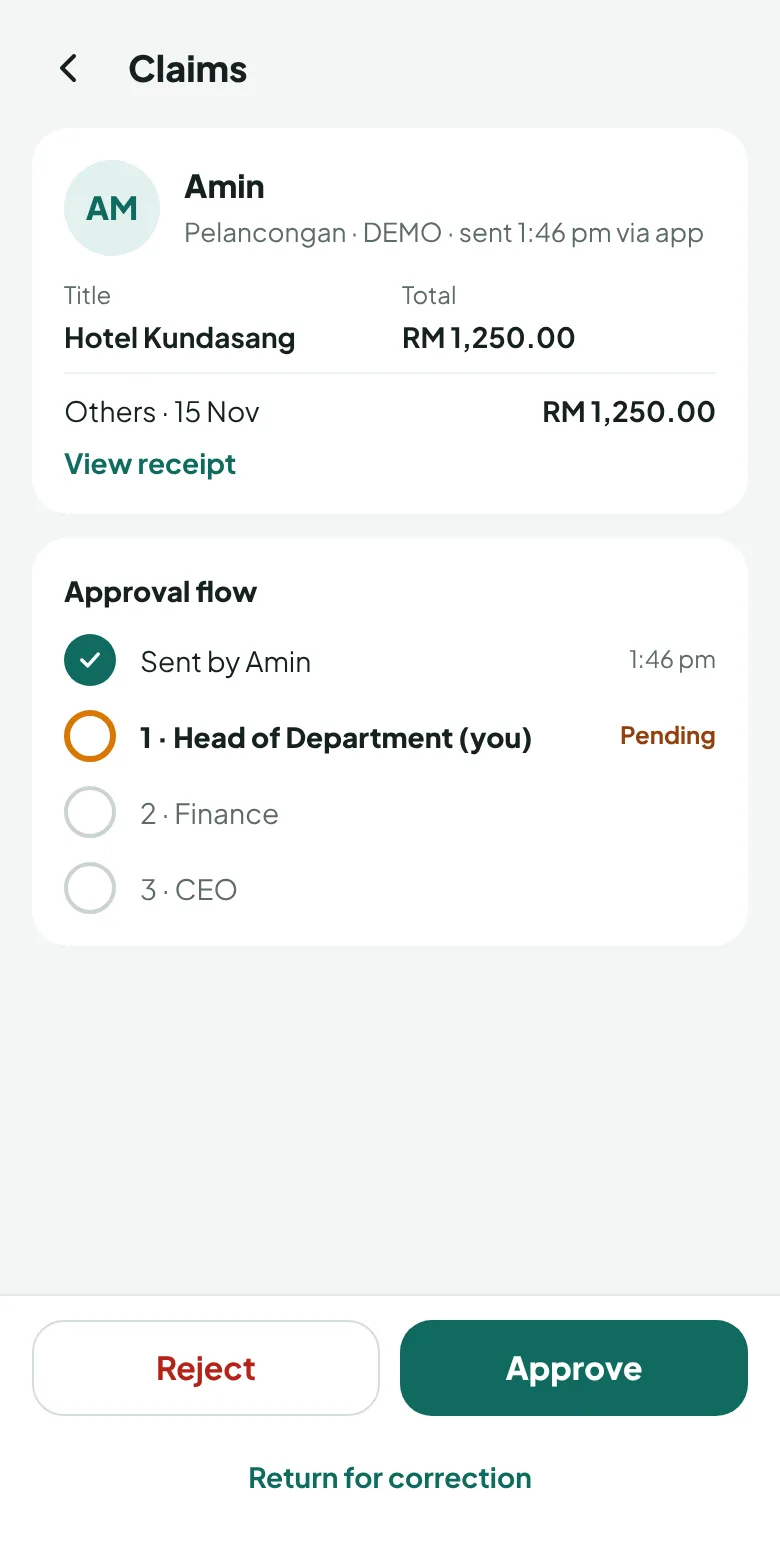 Claims
AM
Amin
Pelancongan · DEMO · sent 1:46 pm via app
Title
Total
Hotel Kundasang
RM 1,250.00
Others · 15 Nov
RM 1,250.00
View receipt
Approval flow
Sent by Amin
1:46 pm
1 · Head of Department (you)
Pending
2 · Finance
3 · CEO
Reject
Approve
Return for correction